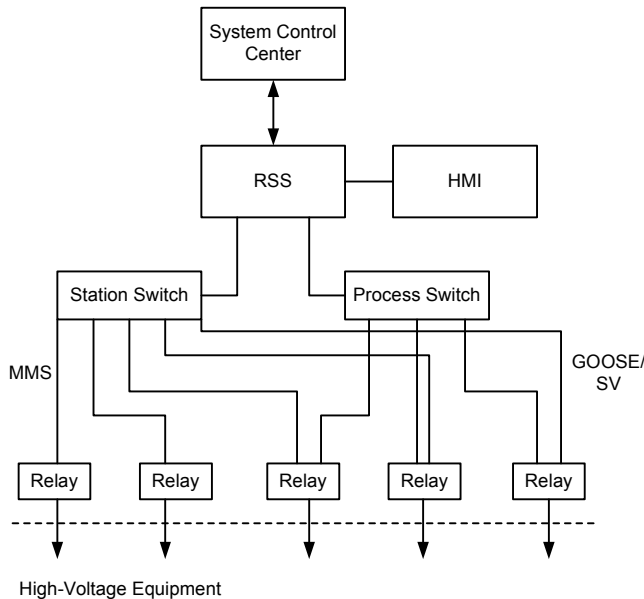 System Control
Center
RSS
HMI
Station Switch
Process Switch
MMS
GOOSE/
SV
Relay
Relay
Relay
Relay
Relay
High-Voltage Equipment